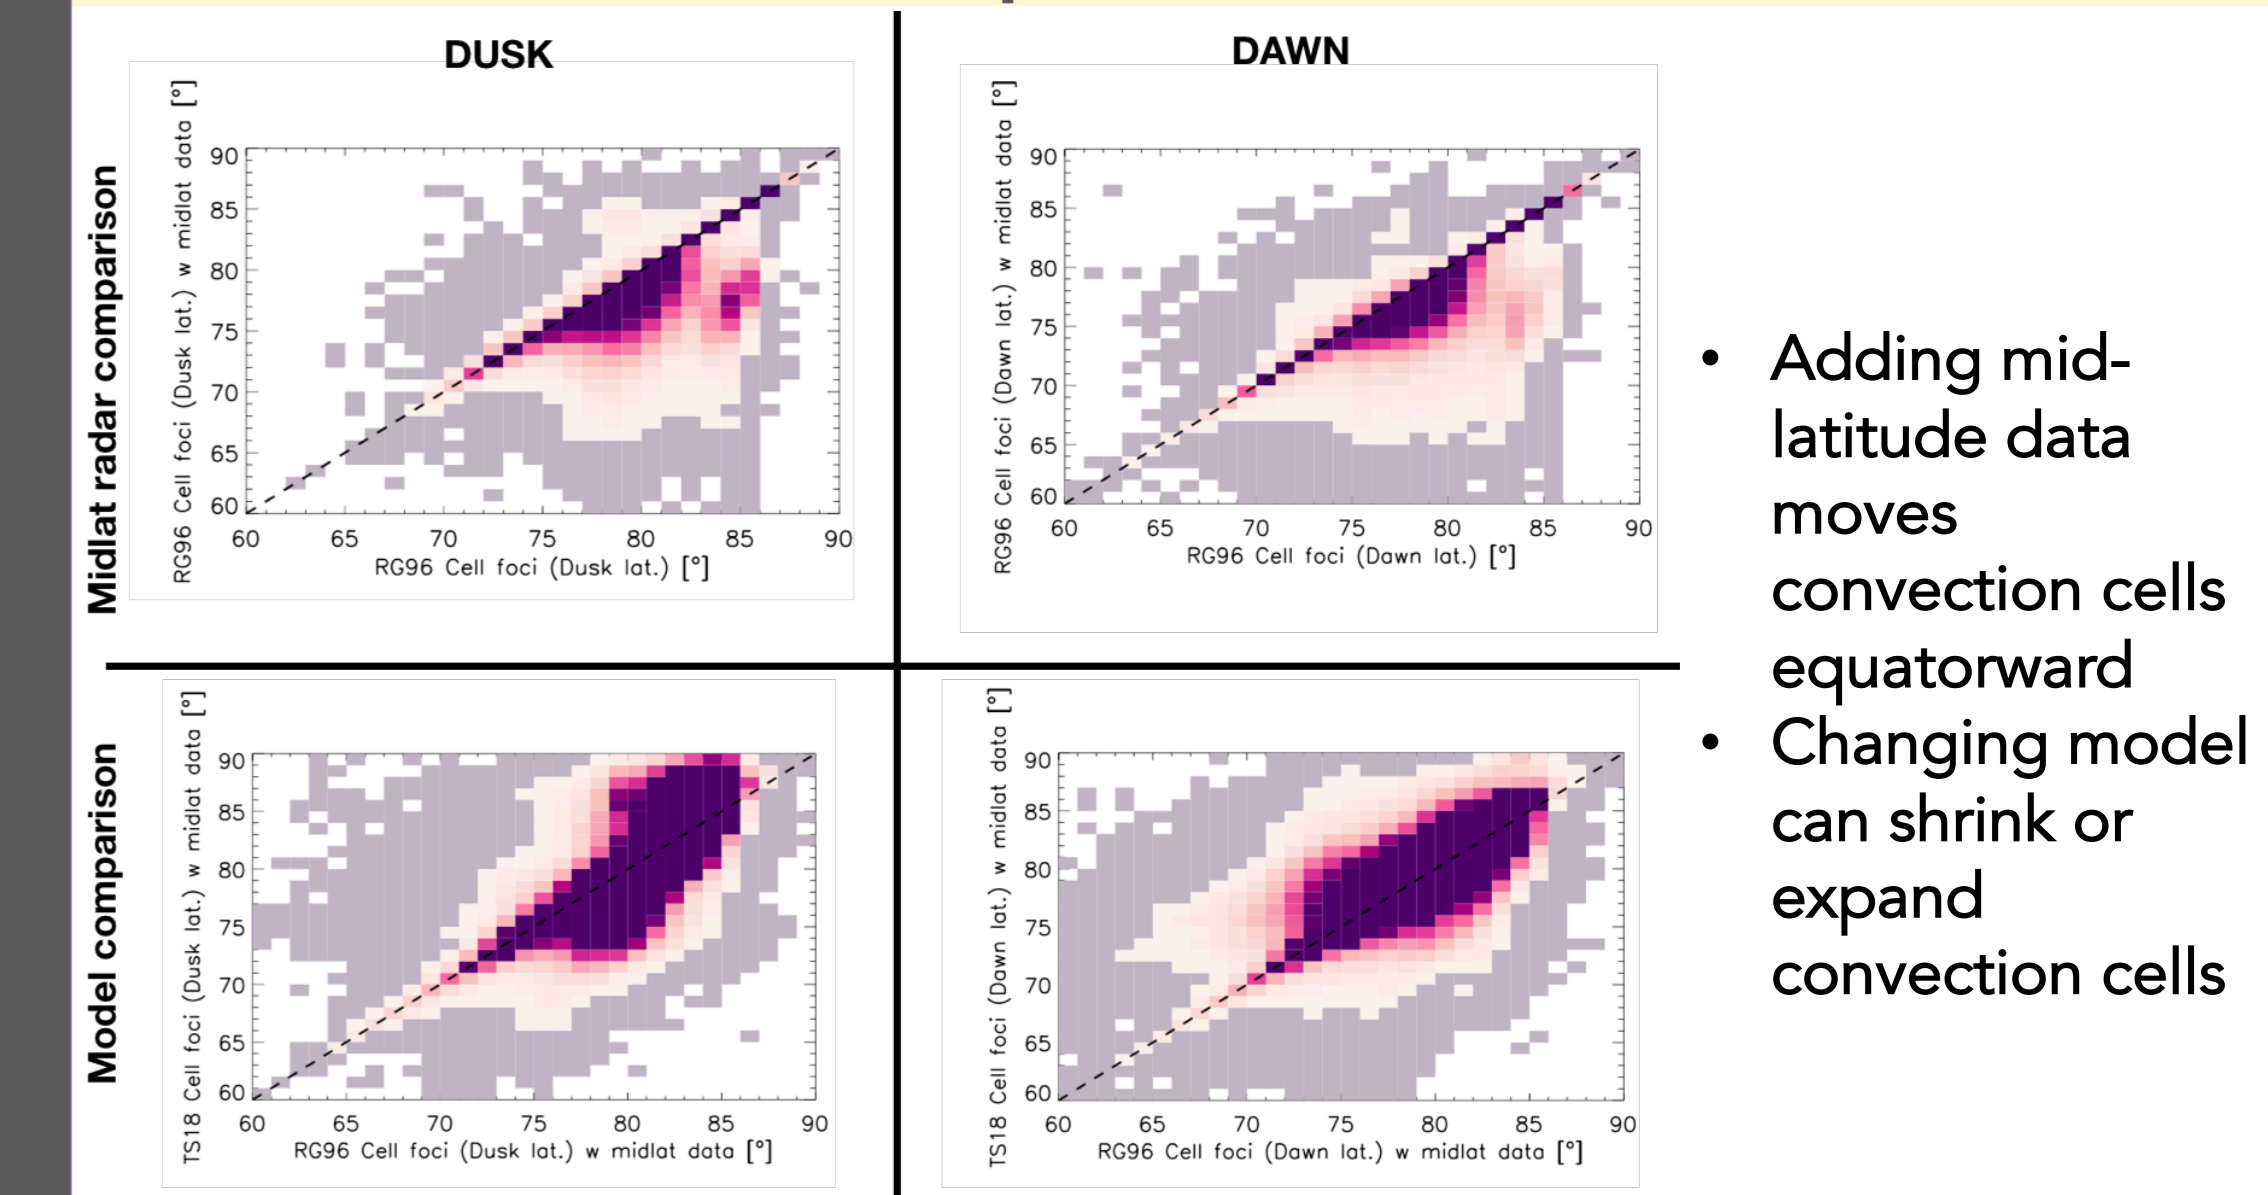 DUSK
DAWN
Midlat radar comparison
RG96 Cell foci (Dusk lat.) w midlat data [°]
90
85
80
75
70
65
60
60 65 70 75 80 85 90
RG96 Cell foci (Dusk lat.) [°]
RG96 Cell foci (Dawn lat.) w midlat data [°]
90
85
80
75
70
65
60
60 65 70 75 80 85 90
RG96 Cell foci (Dawn lat.) [°]
Model comparison
TS18 Cell foci (Dusk lat.) w midlat data [°]
90
85
80
75
70
65
60
60 65 70 75 80 85 90
RG96 Cell foci (Dusk lat.) w midlat data [°]
TS18 Cell foci (Dawn lat.) w midlat data [°]
90
85
80
75
70
65
60
60 65 70 75 80 85 90
RG96 Cell foci (Dawn lat.) w midlat data [°]
• Adding mid-
latitude data
moves
convection cells
equatorward
• Changing model
can shrink or
expand
convection cells